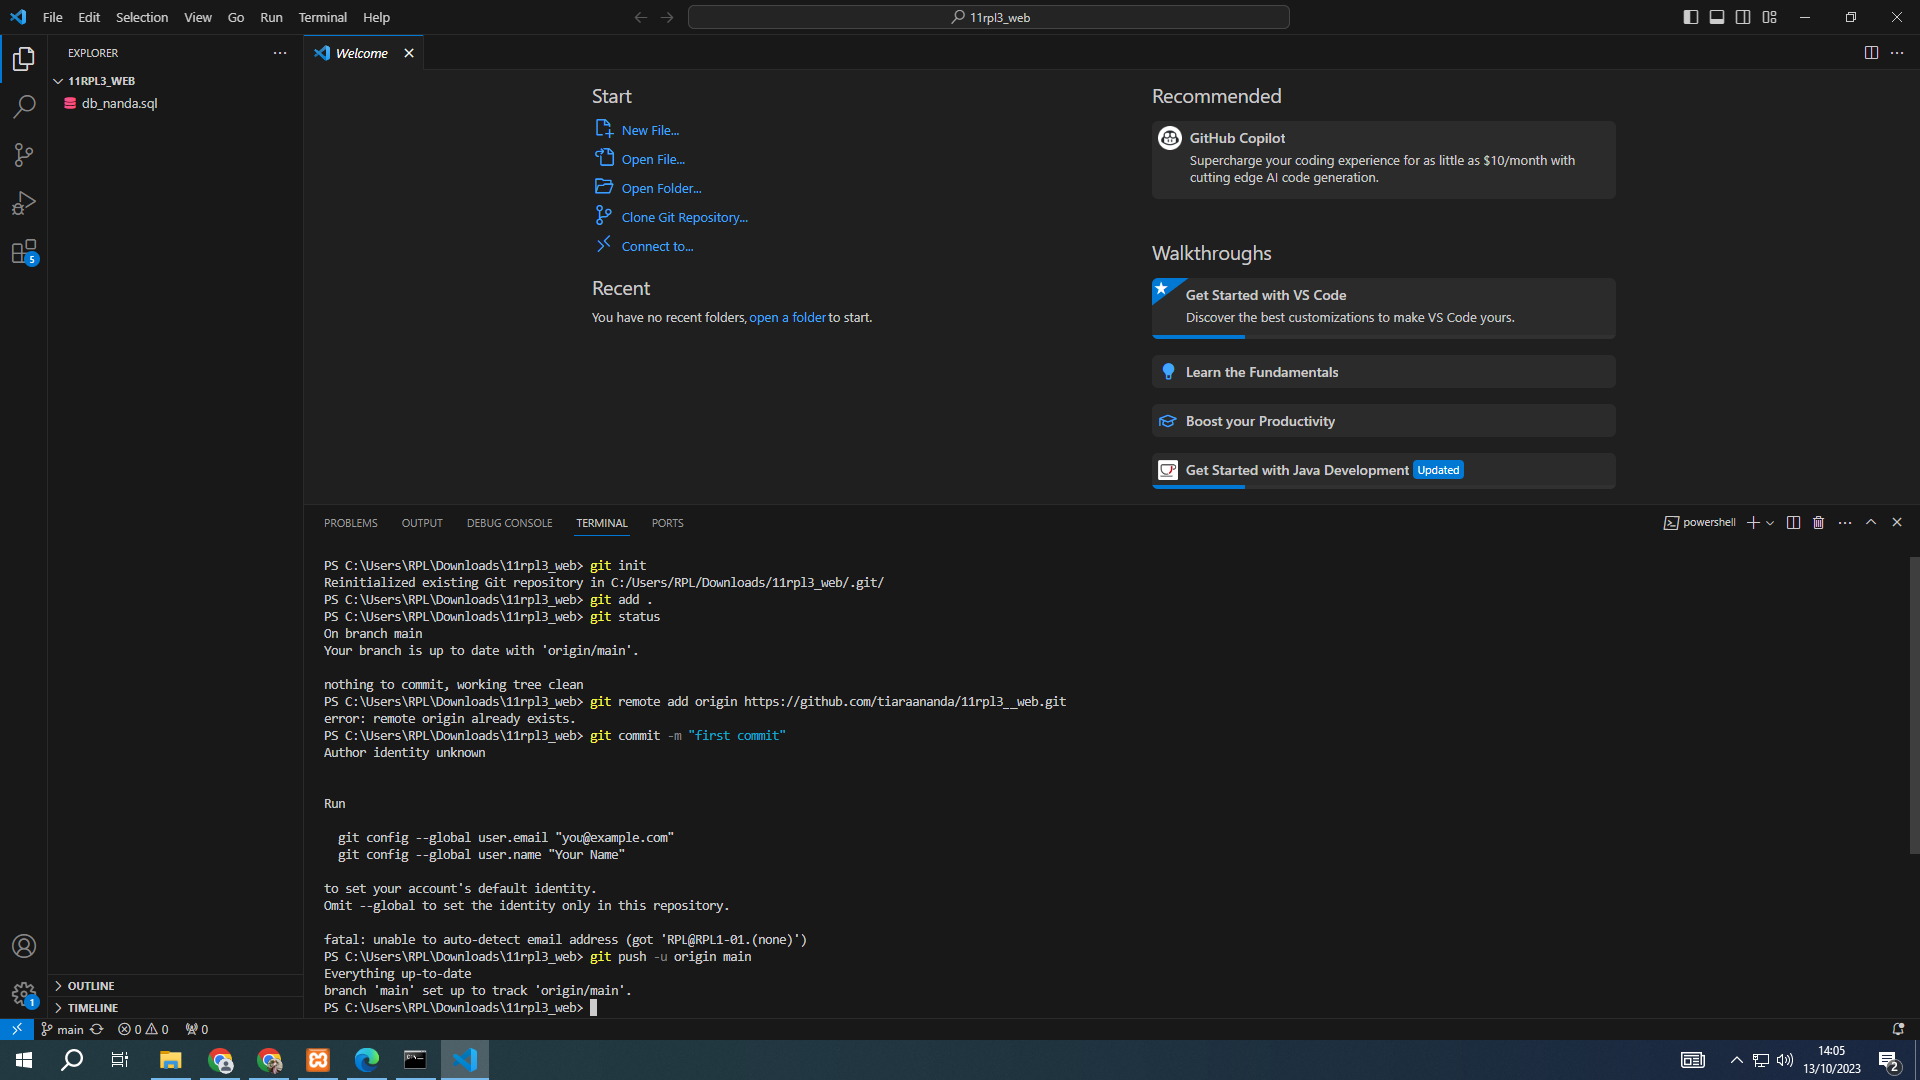 File Edit Selection View Go Run Terminal Help
11rpl3_web
EXPLORER
11RPL3_WEB
db_nanda.sql
OUTLINE
TIMELINE
Welcome
Start
New File...
Open File...
Open Folder...
Clone Git Repository...
Connect to...
Recent
You have no recent folders, open a folder to start.
Recommended
GitHub Copilot
Supercharge your coding experience for as little as $10/month with
cutting edge AI code generation.
Walkthroughs
Get Started with VS Code
Discover the best customizations to make VS Code yours.
Learn the Fundamentals
Boost your Productivity
Get Started with Java Development Updated
PROBLEMS OUTPUT DEBUG CONSOLE TERMINAL PORTS
powershell
PS C:\Users\RPL\Downloads\11rpl3_web> git init
Reinitialized existing Git repository in C:/Users/RPL/Downloads/11rpl3_web/.git/
PS C:\Users\RPL\Downloads\11rpl3_web> git add .
PS C:\Users\RPL\Downloads\11rpl3_web> git status
On branch main
Your branch is up to date with 'origin/main'.
nothing to commit, working tree clean
PS C:\Users\RPL\Downloads\11rpl3_web> git remote add origin https://github.com/tiaraananda/11rpl3__web.git
error: remote origin already exists.
PS C:\Users\RPL\Downloads\11rpl3_web> git commit -m "first commit"
Author identity unknown
Run
git config --global user.email "you@example.com"
git config --global user.name "Your Name"
to set your account's default identity.
Omit --global to set the identity only in this repository.
fatal: unable to auto-detect email address (got 'RPL@RPL1-01.(none)')
PS C:\Users\RPL\Downloads\11rpl3_web> git push -u origin main
Everything up-to-date
branch 'main' set up to track 'origin/main'.
PS C:\Users\RPL\Downloads\11rpl3_web>
5
1
main 0 0 0
14:05
13/10/2023
2